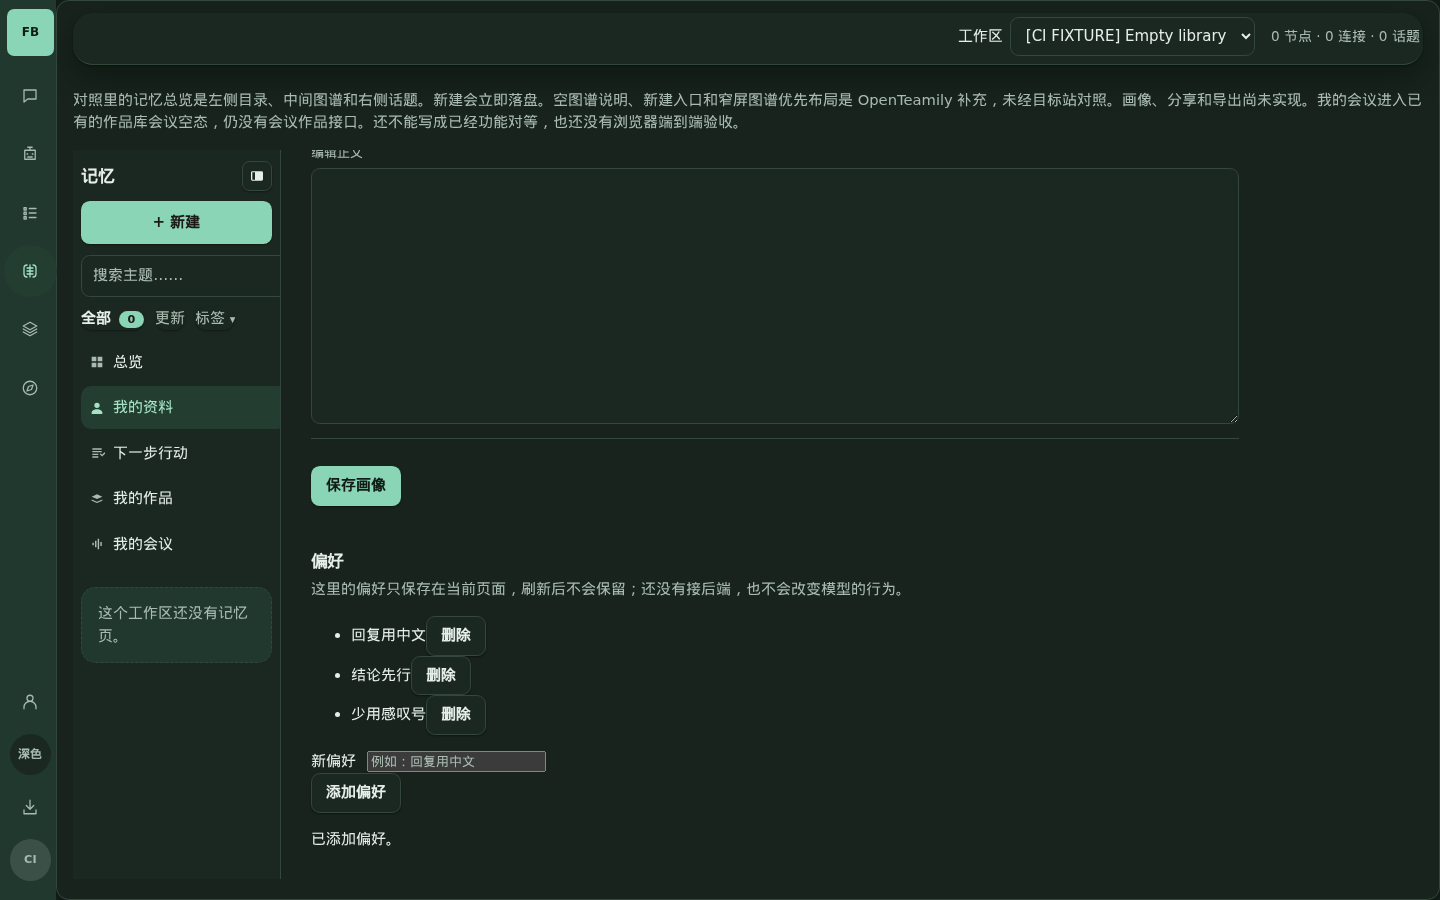 FB
工作区
[CI FIXTURE] Empty library
0 节点 · 0 连接 · 0 话题
对照里的记忆总览是左侧目录、中间图谱和右侧话题。新建会立即落盘。空图谱说明、新建入口和窄屏图谱优先布局是 OpenTeamily 补充，未经目标站对照。画像、分享和导出尚未实现。我的会议进入已
有的作品库会议空态，仍没有会议作品接口。还不能写成已经功能对等，也还没有浏览器端到端验收。
记忆
+ 新建
搜索主题……
全部 0 更新 标签 ▾
总览
我的资料
下一步行动
我的作品
我的会议
这个工作区还没有记忆
页。
深色
CI
编辑正文
保存画像
偏好
这里的偏好只保存在当前页面，刷新后不会保留；还没有接后端，也不会改变模型的行为。
• 回复用中文 删除
• 结论先行 删除
• 少用感叹号 删除
新偏好 例如：回复用中文
添加偏好
已添加偏好。